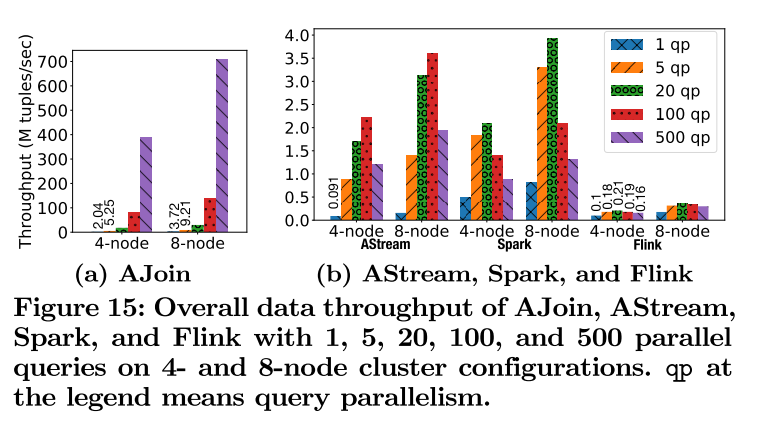 Throughput (M tuples/sec)
700
600
500
400
300
200
100
0
2.04
5.25
3.72
9.21
4-node 8-node
(a) AJoin
4.0
3.5
3.0
2.5
2.0
1.5
1.0
0.5
0.0
0.091
0.1
0.18
0.21
0.19
0.16
1 qp
5 qp
20 qp
100 qp
500 qp
4-node 8-node 4-node 8-node 4-node 8-node
AStream Spark Flink
(b) AStream, Spark, and Flink
Figure 15: Overall data throughput of AJoin, AStream,
Spark, and Flink with 1, 5, 20, 100, and 500 parallel
queries on 4- and 8-node cluster configurations. qp at
the legend means query parallelism.